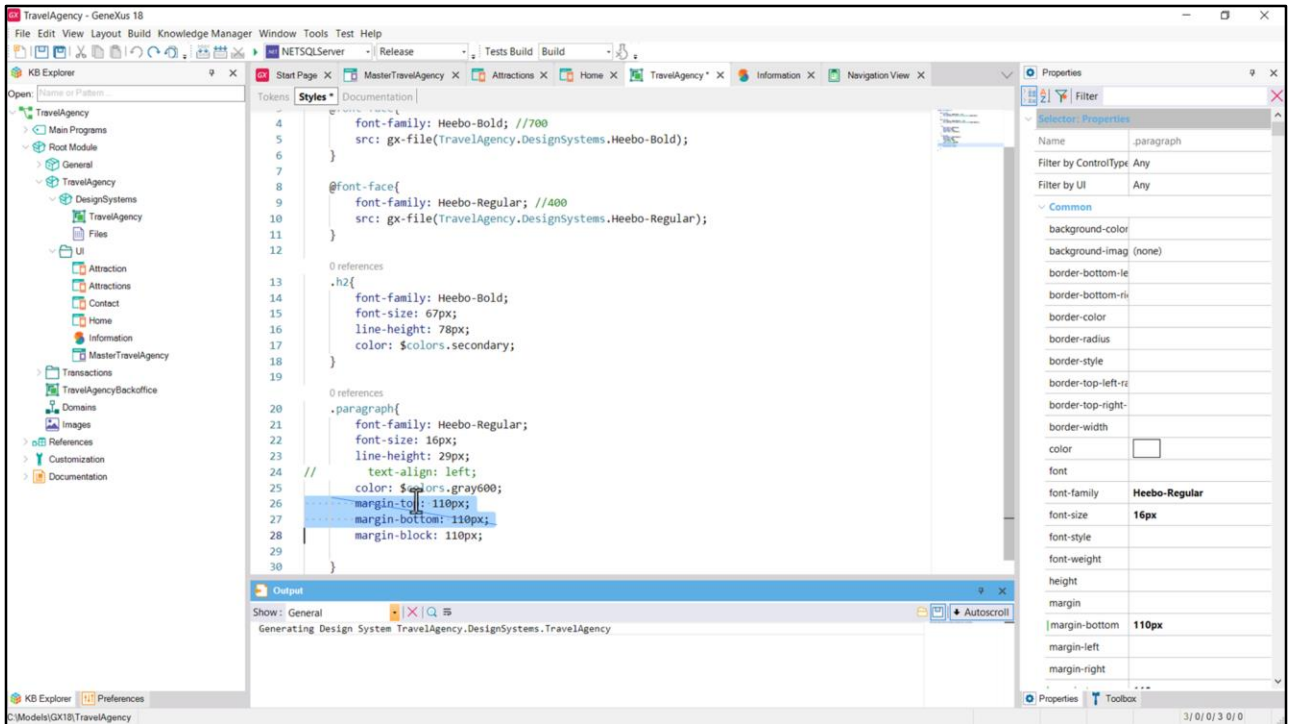 TravelAgency - GeneXus 18
File Edit View Layout Build Knowledge Manager Window Tools Test Help
NETSQLServer Release Tests Build Build
KB Explorer
Open: Name or Pattern...
TravelAgency
Main Programs
Root Module
General
TravelAgency
DesignSystems
TravelAgency
Files
UI
Attraction
Attractions
Contact
Home
Information
MasterTravelAgency
Transactions
TravelAgencyBackoffice
Domains
Images
References
Customization
Documentation
KB Explorer Preferences
Start Page MasterTravelAgency Attractions Home TravelAgency * Information Navigation View
Tokens Styles * Documentation
4 font-family: Heebo-Bold; //700
5 src: gx-file(TravelAgency.DesignSystems.Heebo-Bold);
6 }
7
8 @font-face{
9 font-family: Heebo-Regular; //400
10 src: gx-file(TravelAgency.DesignSystems.Heebo-Regular);
11 }
12
0 references
13 .h2{
14 font-family: Heebo-Bold;
15 font-size: 67px;
16 line-height: 78px;
17 color: $colors.secondary;
18 }
19
0 references
20 .paragraph{
21 font-family: Heebo-Regular;
22 font-size: 16px;
23 line-height: 29px;
24 // text-align: left;
25 color: $colors.gray600;
26 margin-top: 110px;
27 margin-bottom: 110px;
28 margin-block: 110px;
29
30 }
Output
Show: General Autoscroll
Generating Design System TravelAgency.DesignSystems.TravelAgency
Properties
Filter
Selector: Properties
Name .paragraph
Filter by ControlType Any
Filter by UI Any
Common
background-color
background-imag (none)
border-bottom-le
border-bottom-ri
border-color
border-radius
border-style
border-top-left-ra
border-top-right-
border-width
color
font
font-family Heebo-Regular
font-size 16px
font-style
font-weight
height
margin
margin-bottom 110px
margin-left
margin-right
Properties Toolbox
C:\Models\GX18\TravelAgency 3/ 0/ 0/ 3 0/ 0